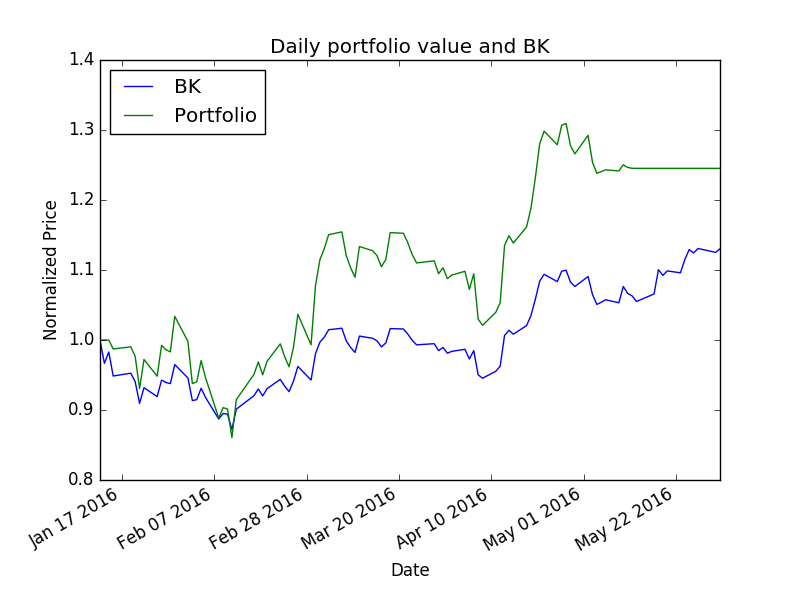 Daily portfolio value and BK
BK
Portfolio
Normalized Price
1.4
1.3
1.2
1.1
1.0
0.9
0.8
Jan 17 2016
Feb 07 2016
Feb 28 2016
Mar 20 2016
Apr 10 2016
May 01 2016
May 22 2016
Date